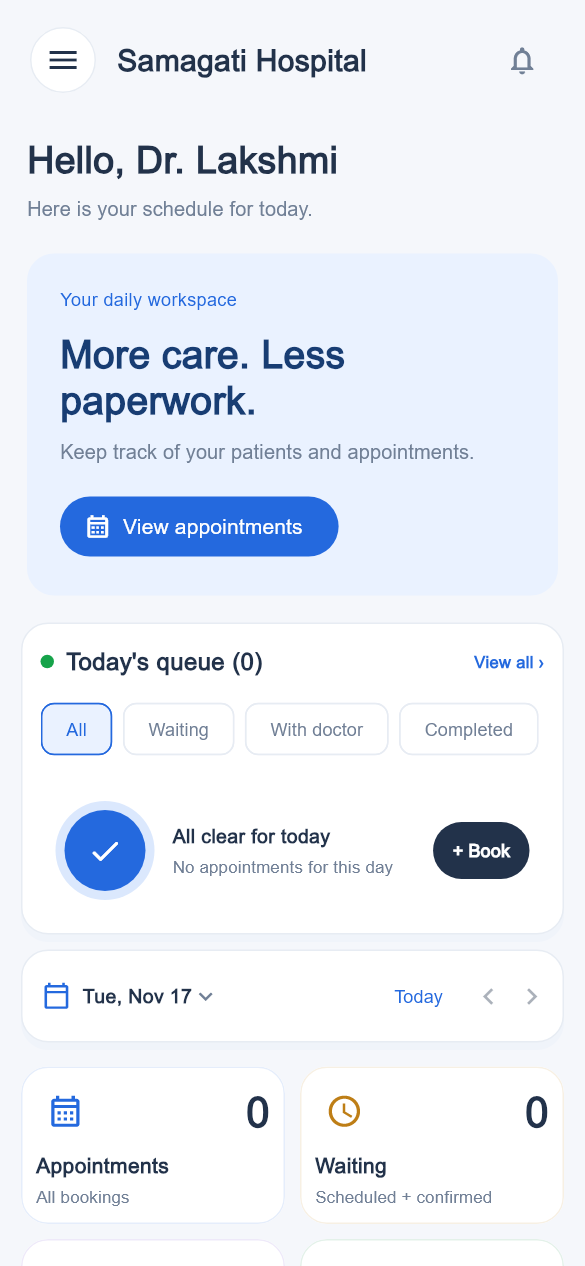 Samagati Hospital
Hello, Dr. Lakshmi
Here is your schedule for today.
Your daily workspace
More care. Less
paperwork.
Keep track of your patients and appointments.
View appointments
Today's queue (0)
View all ›
All
Waiting
With doctor
Completed
All clear for today
No appointments for this day
+ Book
Tue, Nov 17
Today
0
Appointments
All bookings
0
Waiting
Scheduled + confirmed